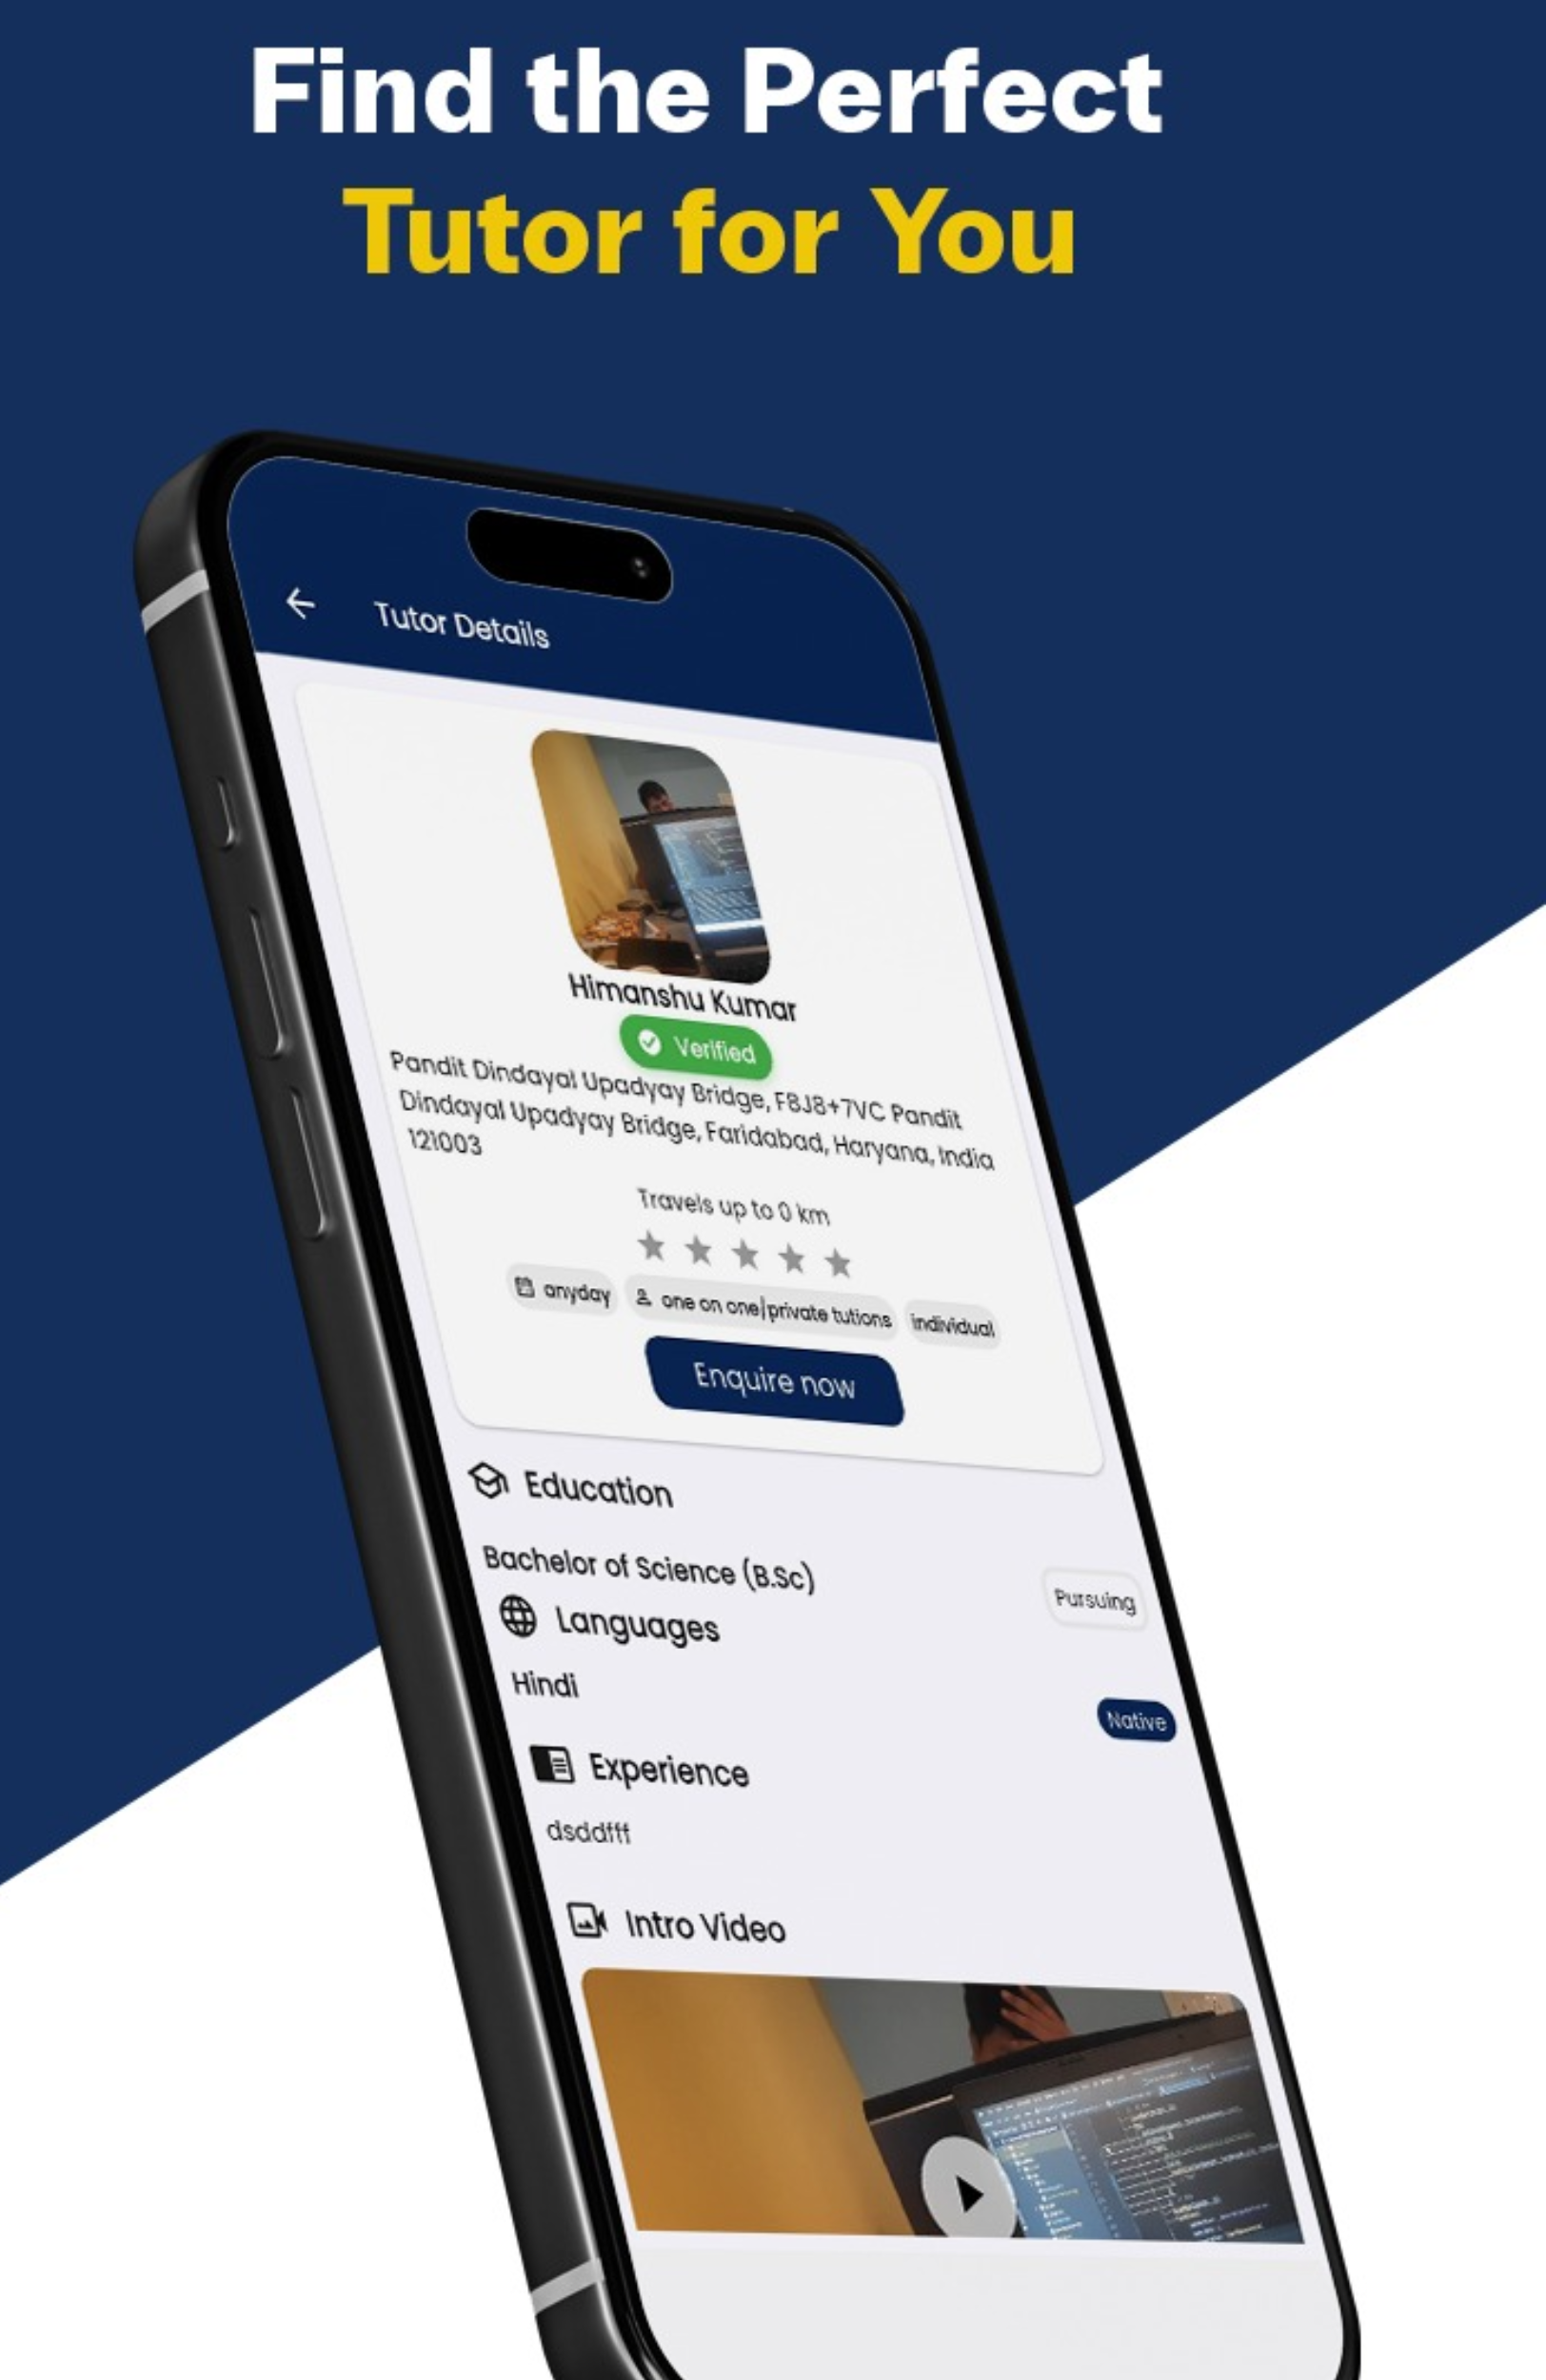 Find the Perfect
Tutor for You
Tutor Details
Himanshu Kumar
Verified
Pandit Dindayal Upadyay Bridge, F8J8+7VC Pandit
Dindayal Upadyay Bridge, Faridabad, Haryana, India
121003
Travels up to 0 km
anyday one on one/private tutions individual
Enquire now
Education
Bachelor of Science (B.Sc) Pursuing
Languages
Hindi Native
Experience
dsddfff
Intro Video